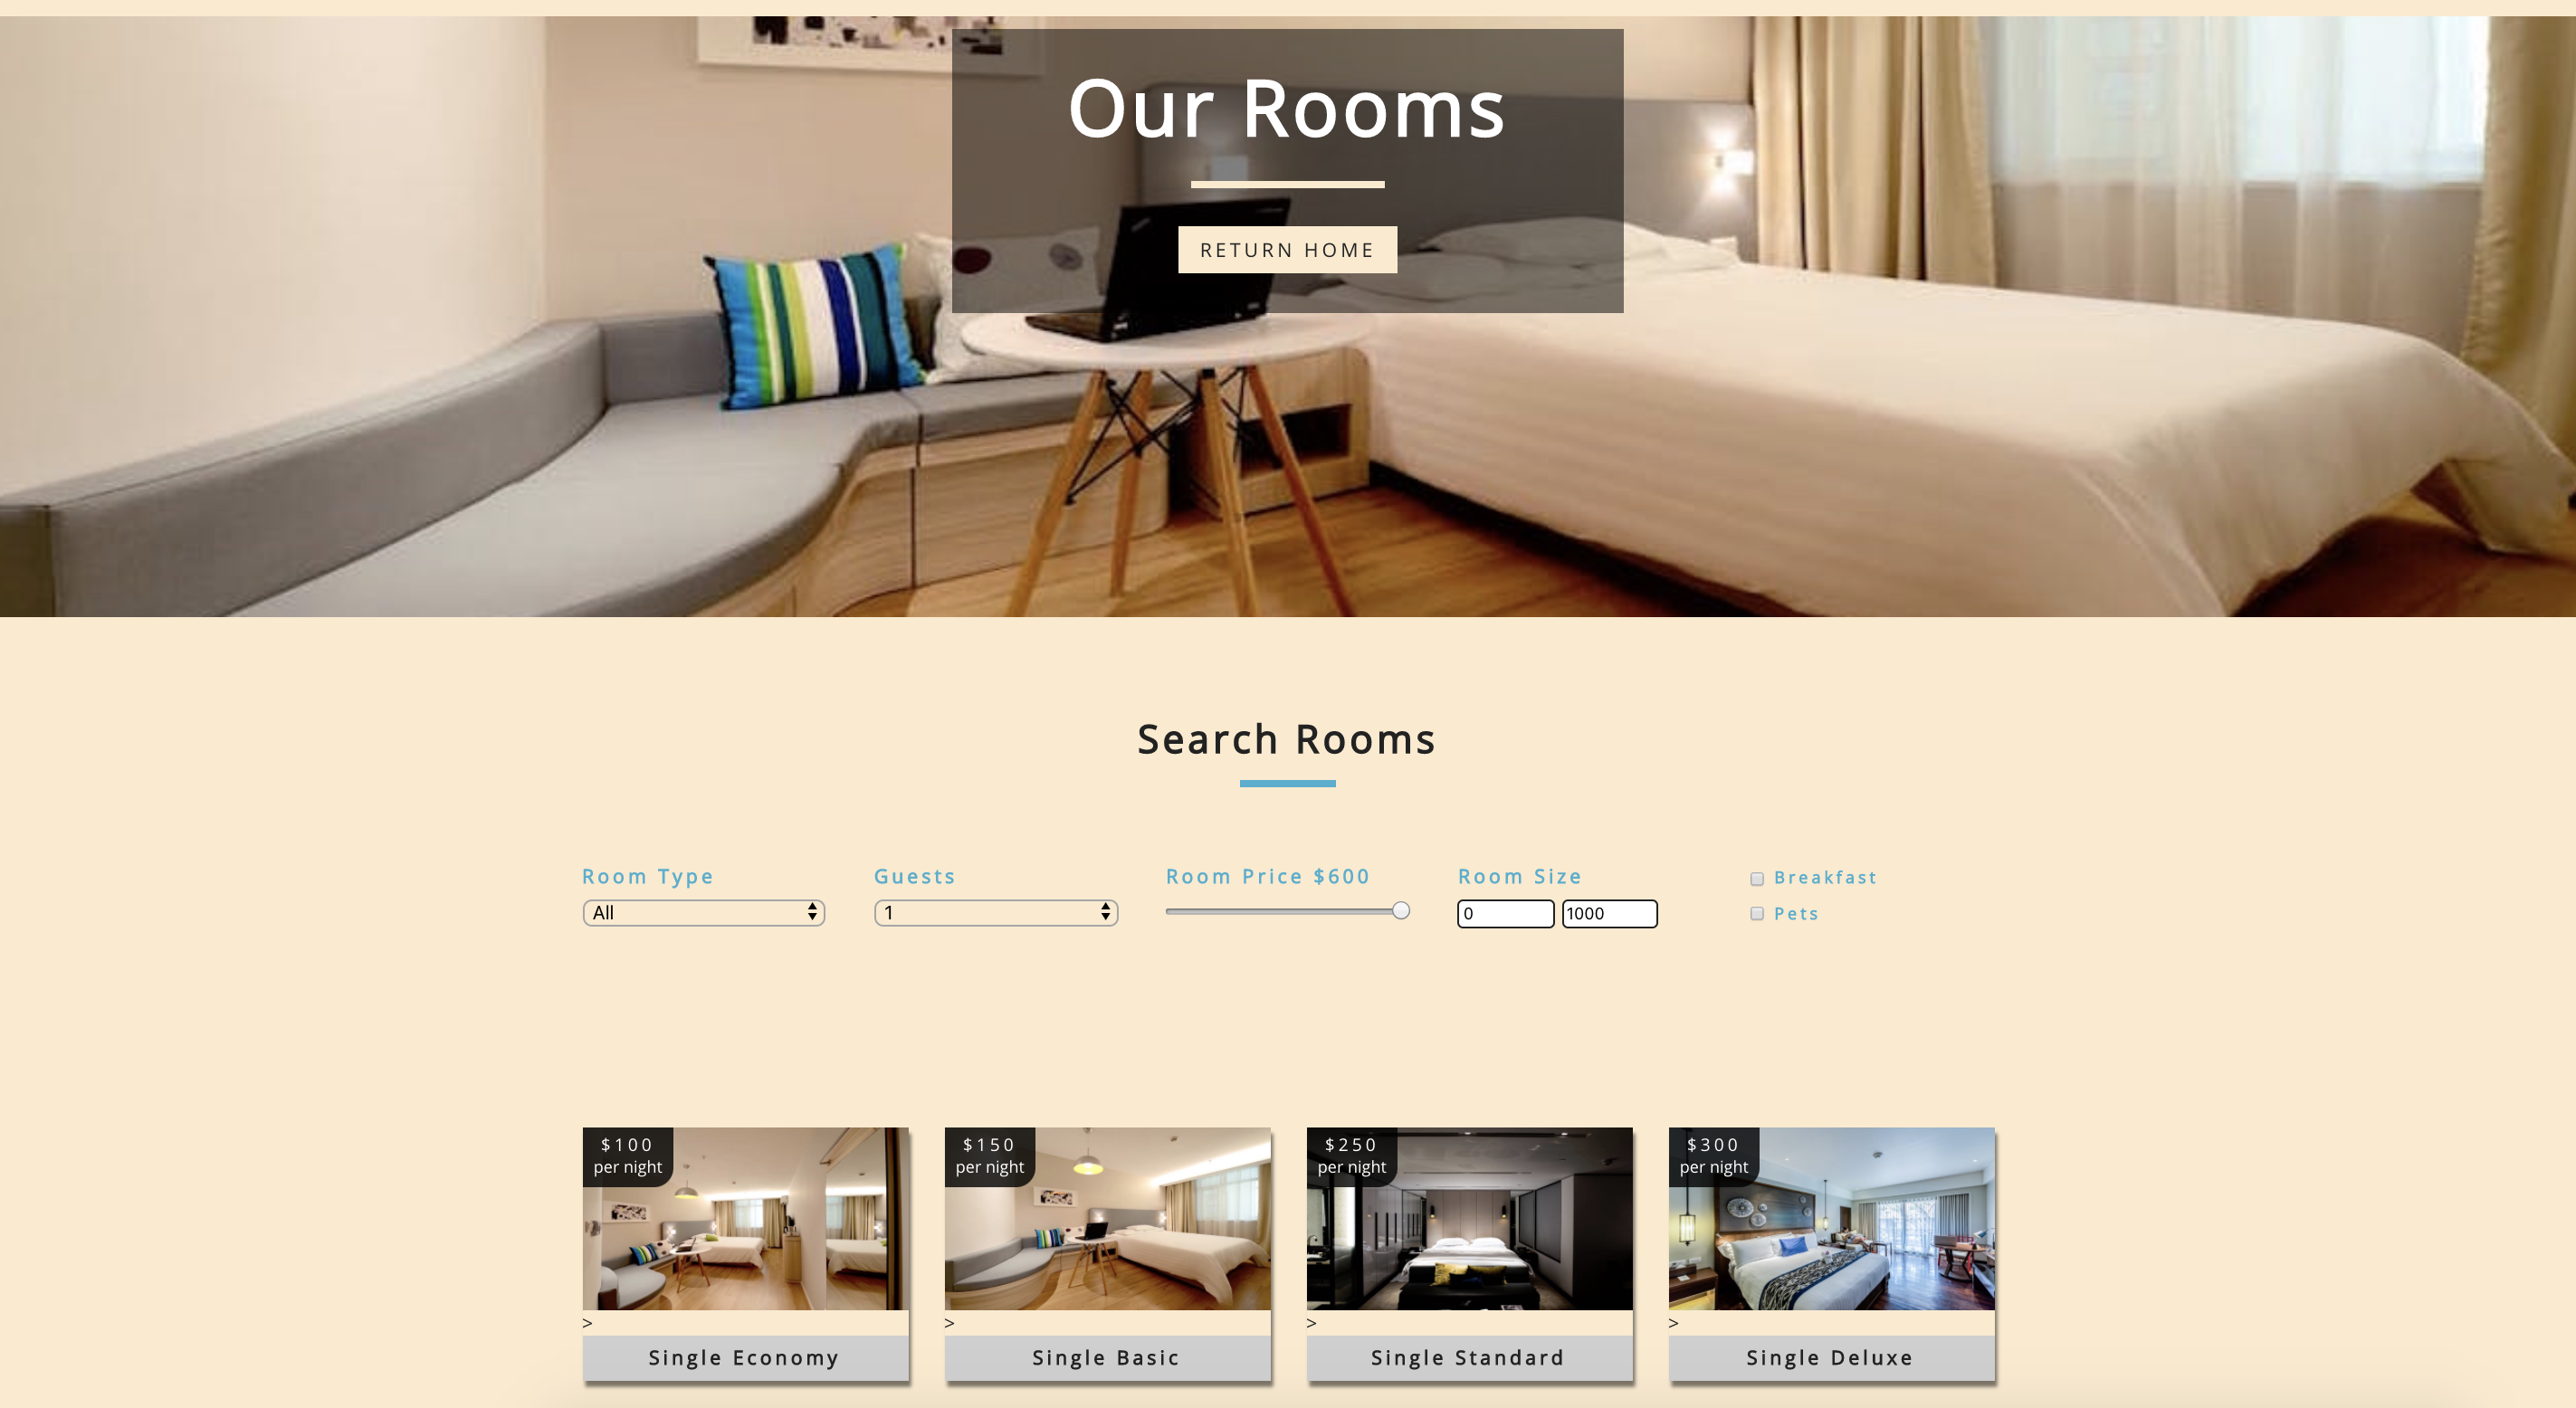 Our Rooms
RETURN HOME
Search Rooms
Room Type
Guests
Room Price $600
Room Size
Breakfast
All
1
0
1000
Pets
$100
per night
$150
per night
$250
per night
$300
per night
>
>
>
>
Single Economy
Single Basic
Single Standard
Single Deluxe